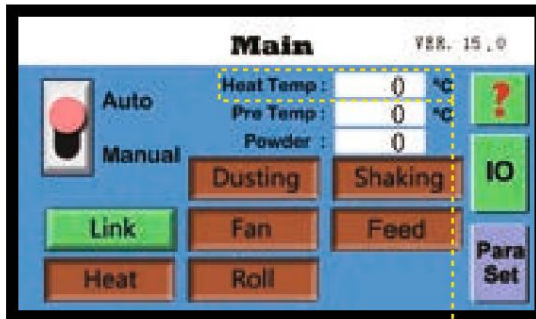 Main VER. 15.0
Auto
Manual
Heat Temp : 0 °C
Pre Temp : 0 °C
Powder : 0
?
IO
Dusting Shaking
Link Fan Feed
Heat Roll
Para
Set